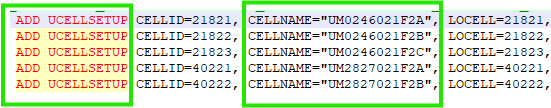 ADD UCELLSETUP CELLID=21821, CELLNAME="UM0246021F2A", LOCELL=21821,
ADD UCELLSETUP CELLID=21822, CELLNAME="UM0246021F2B", LOCELL=21822,
ADD UCELLSETUP CELLID=21823, CELLNAME="UM0246021F2C", LOCELL=21823,
ADD UCELLSETUP CELLID=40221, CELLNAME="UM2827021F2A", LOCELL=40221,
ADD UCELLSETUP CELLID=40222, CELLNAME="UM2827021F2B", LOCELL=40222,